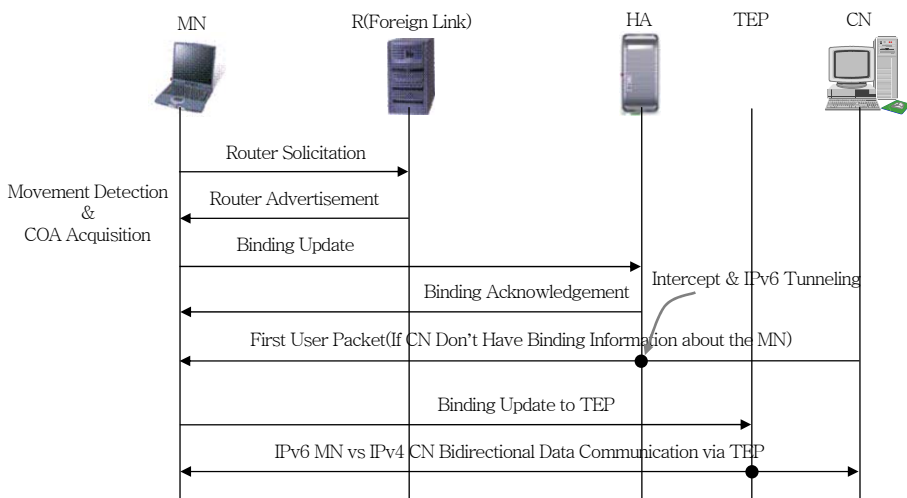 MN
R(Foreign Link)
HA
TEP
CN
Router Solicitation
Movement Detection
&
COA Acquisition
Router Advertisement
Binding Update
Intercept & IPv6 Tunneling
Binding Acknowledgement
First User Packet(If CN Don't Have Binding Information about the MN)
Binding Update to TEP
IPv6 MN vs IPv4 CN Bidirectional Data Communication via TEP